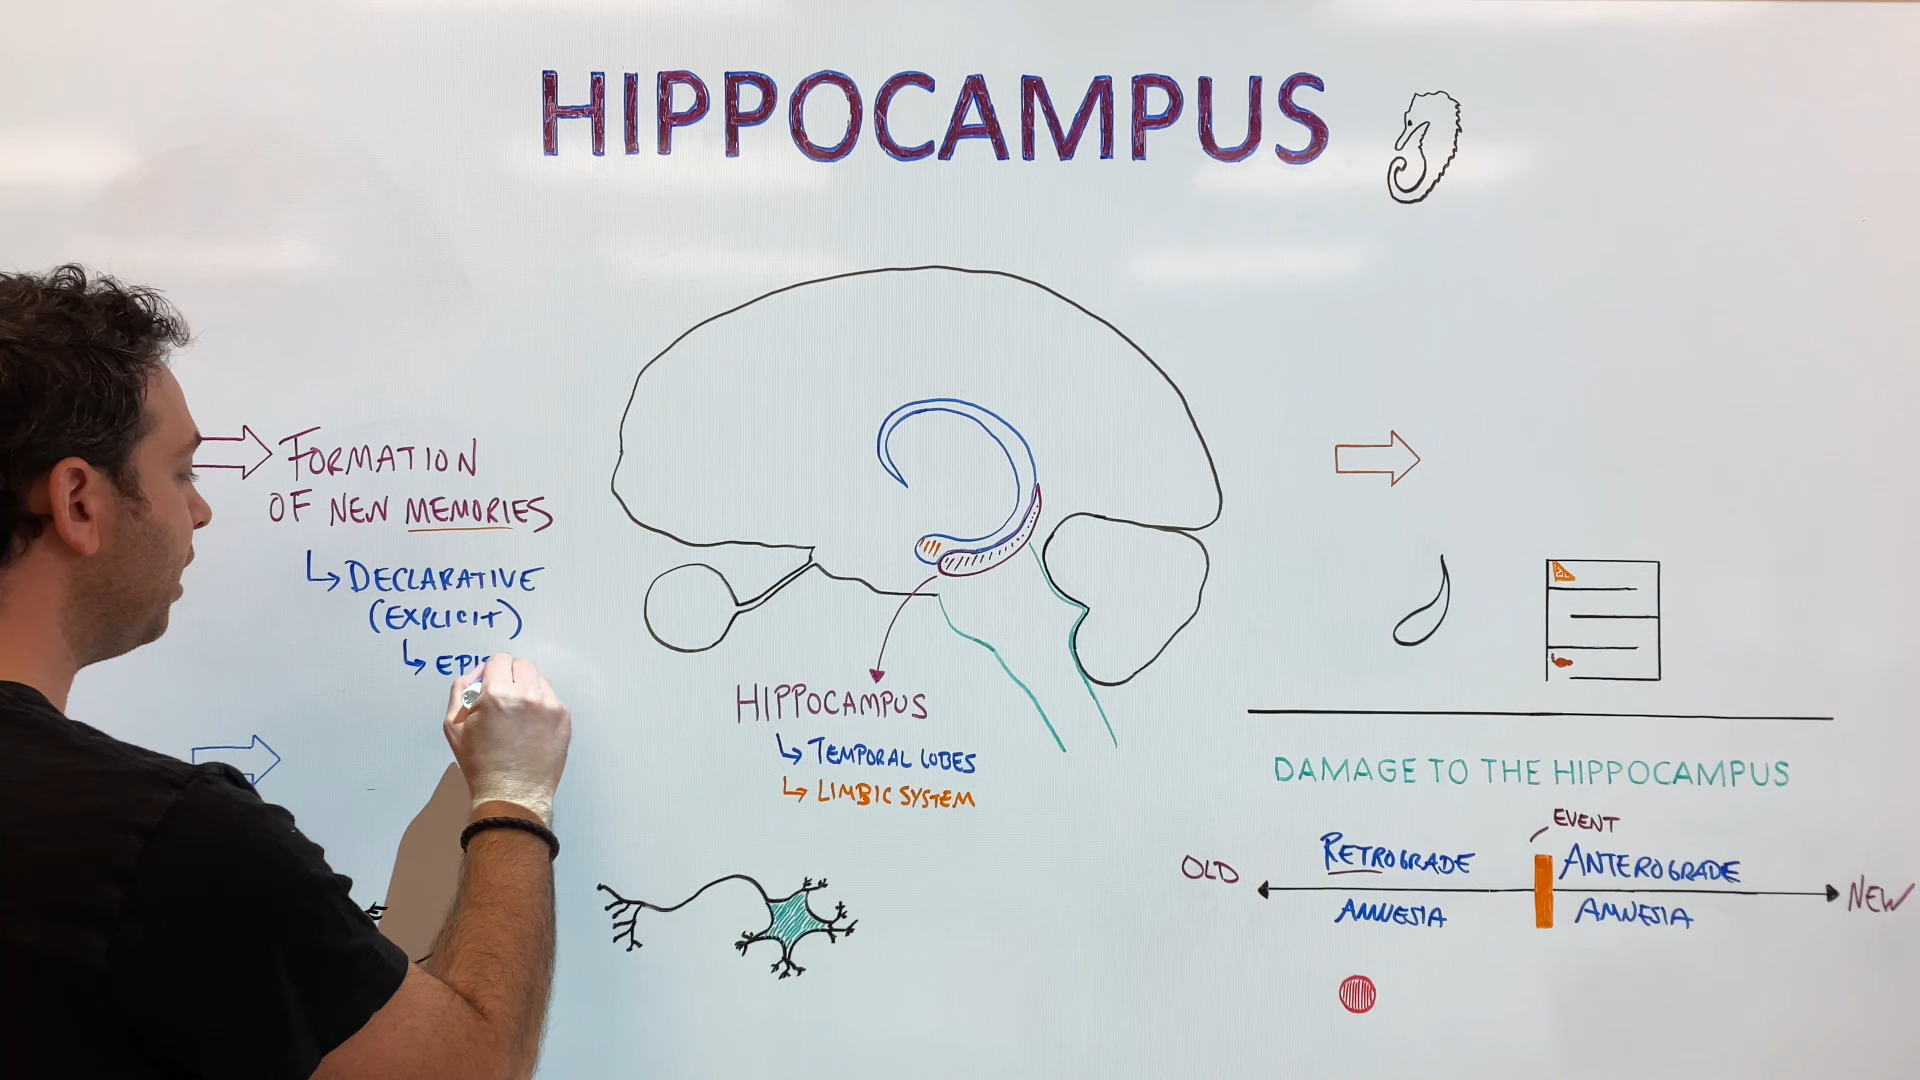 HIPPOCAMPUS
FORMATION
OF NEW MEMORIES
DECLARATIVE
(EXPLICIT)
HIPPOCAMPUS
TEMPORAL LOBES
LIMBIC SYSTEM
DAMAGE TO THE HIPPOCAMPUS
EVENT
OLD
RETROGRADE
AMNESIA
ANTEROGRADE
AMNESIA
NEW